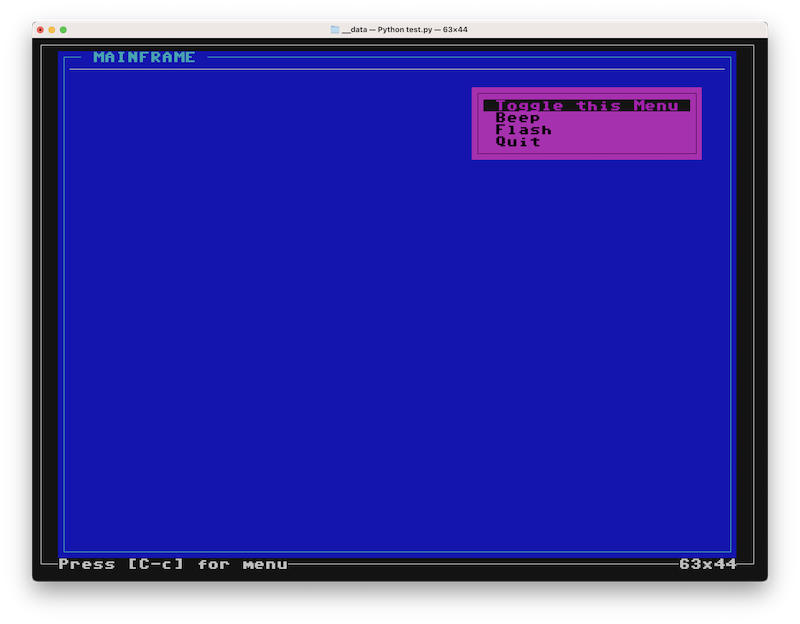 __data — Python test.py — 63×44
MAINFRAME
Toggle this Menu
Beep
Flash
Quit
Press [C-c] for menu
63x44